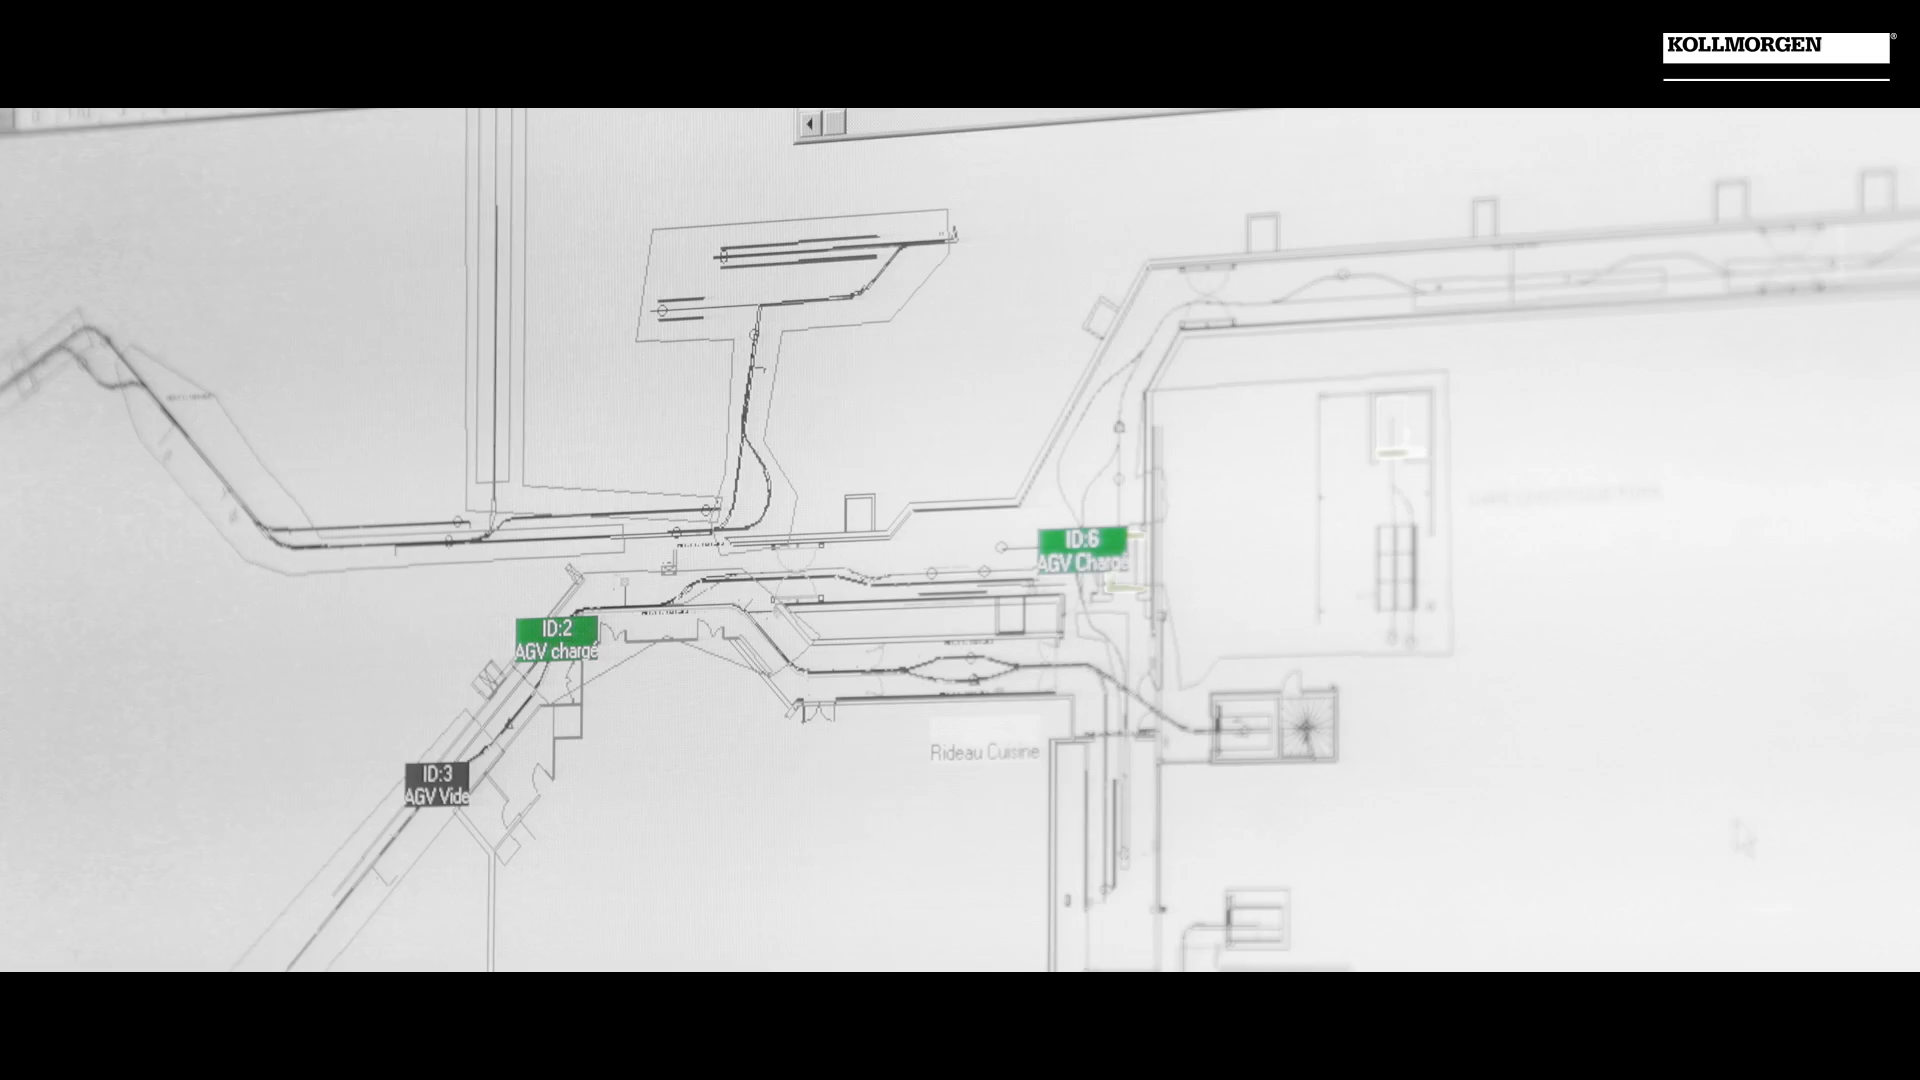 KOLLMORGEN®
ID:6
AGV Chargé
ID:2
AGV chargé
Rideau Cuisine
ID:3
AGV Vide